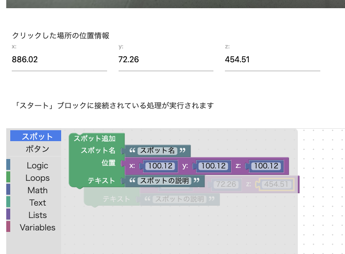 クリックした場所の位置情報
x: y: z:
886.02 72.26 454.51
「スタート」ブロックに接続されている処理が実行されます
スポット
ボタン
Logic
Loops
Math
Text
Lists
Variables
スポット追加
スポット名 “ スポット名 ”
位置 x: 100.12 y: 100.12 z: 100.12
テキスト “ スポットの説明 ”
72.26 z: 454.51
テキスト “ スポットの説明 ”